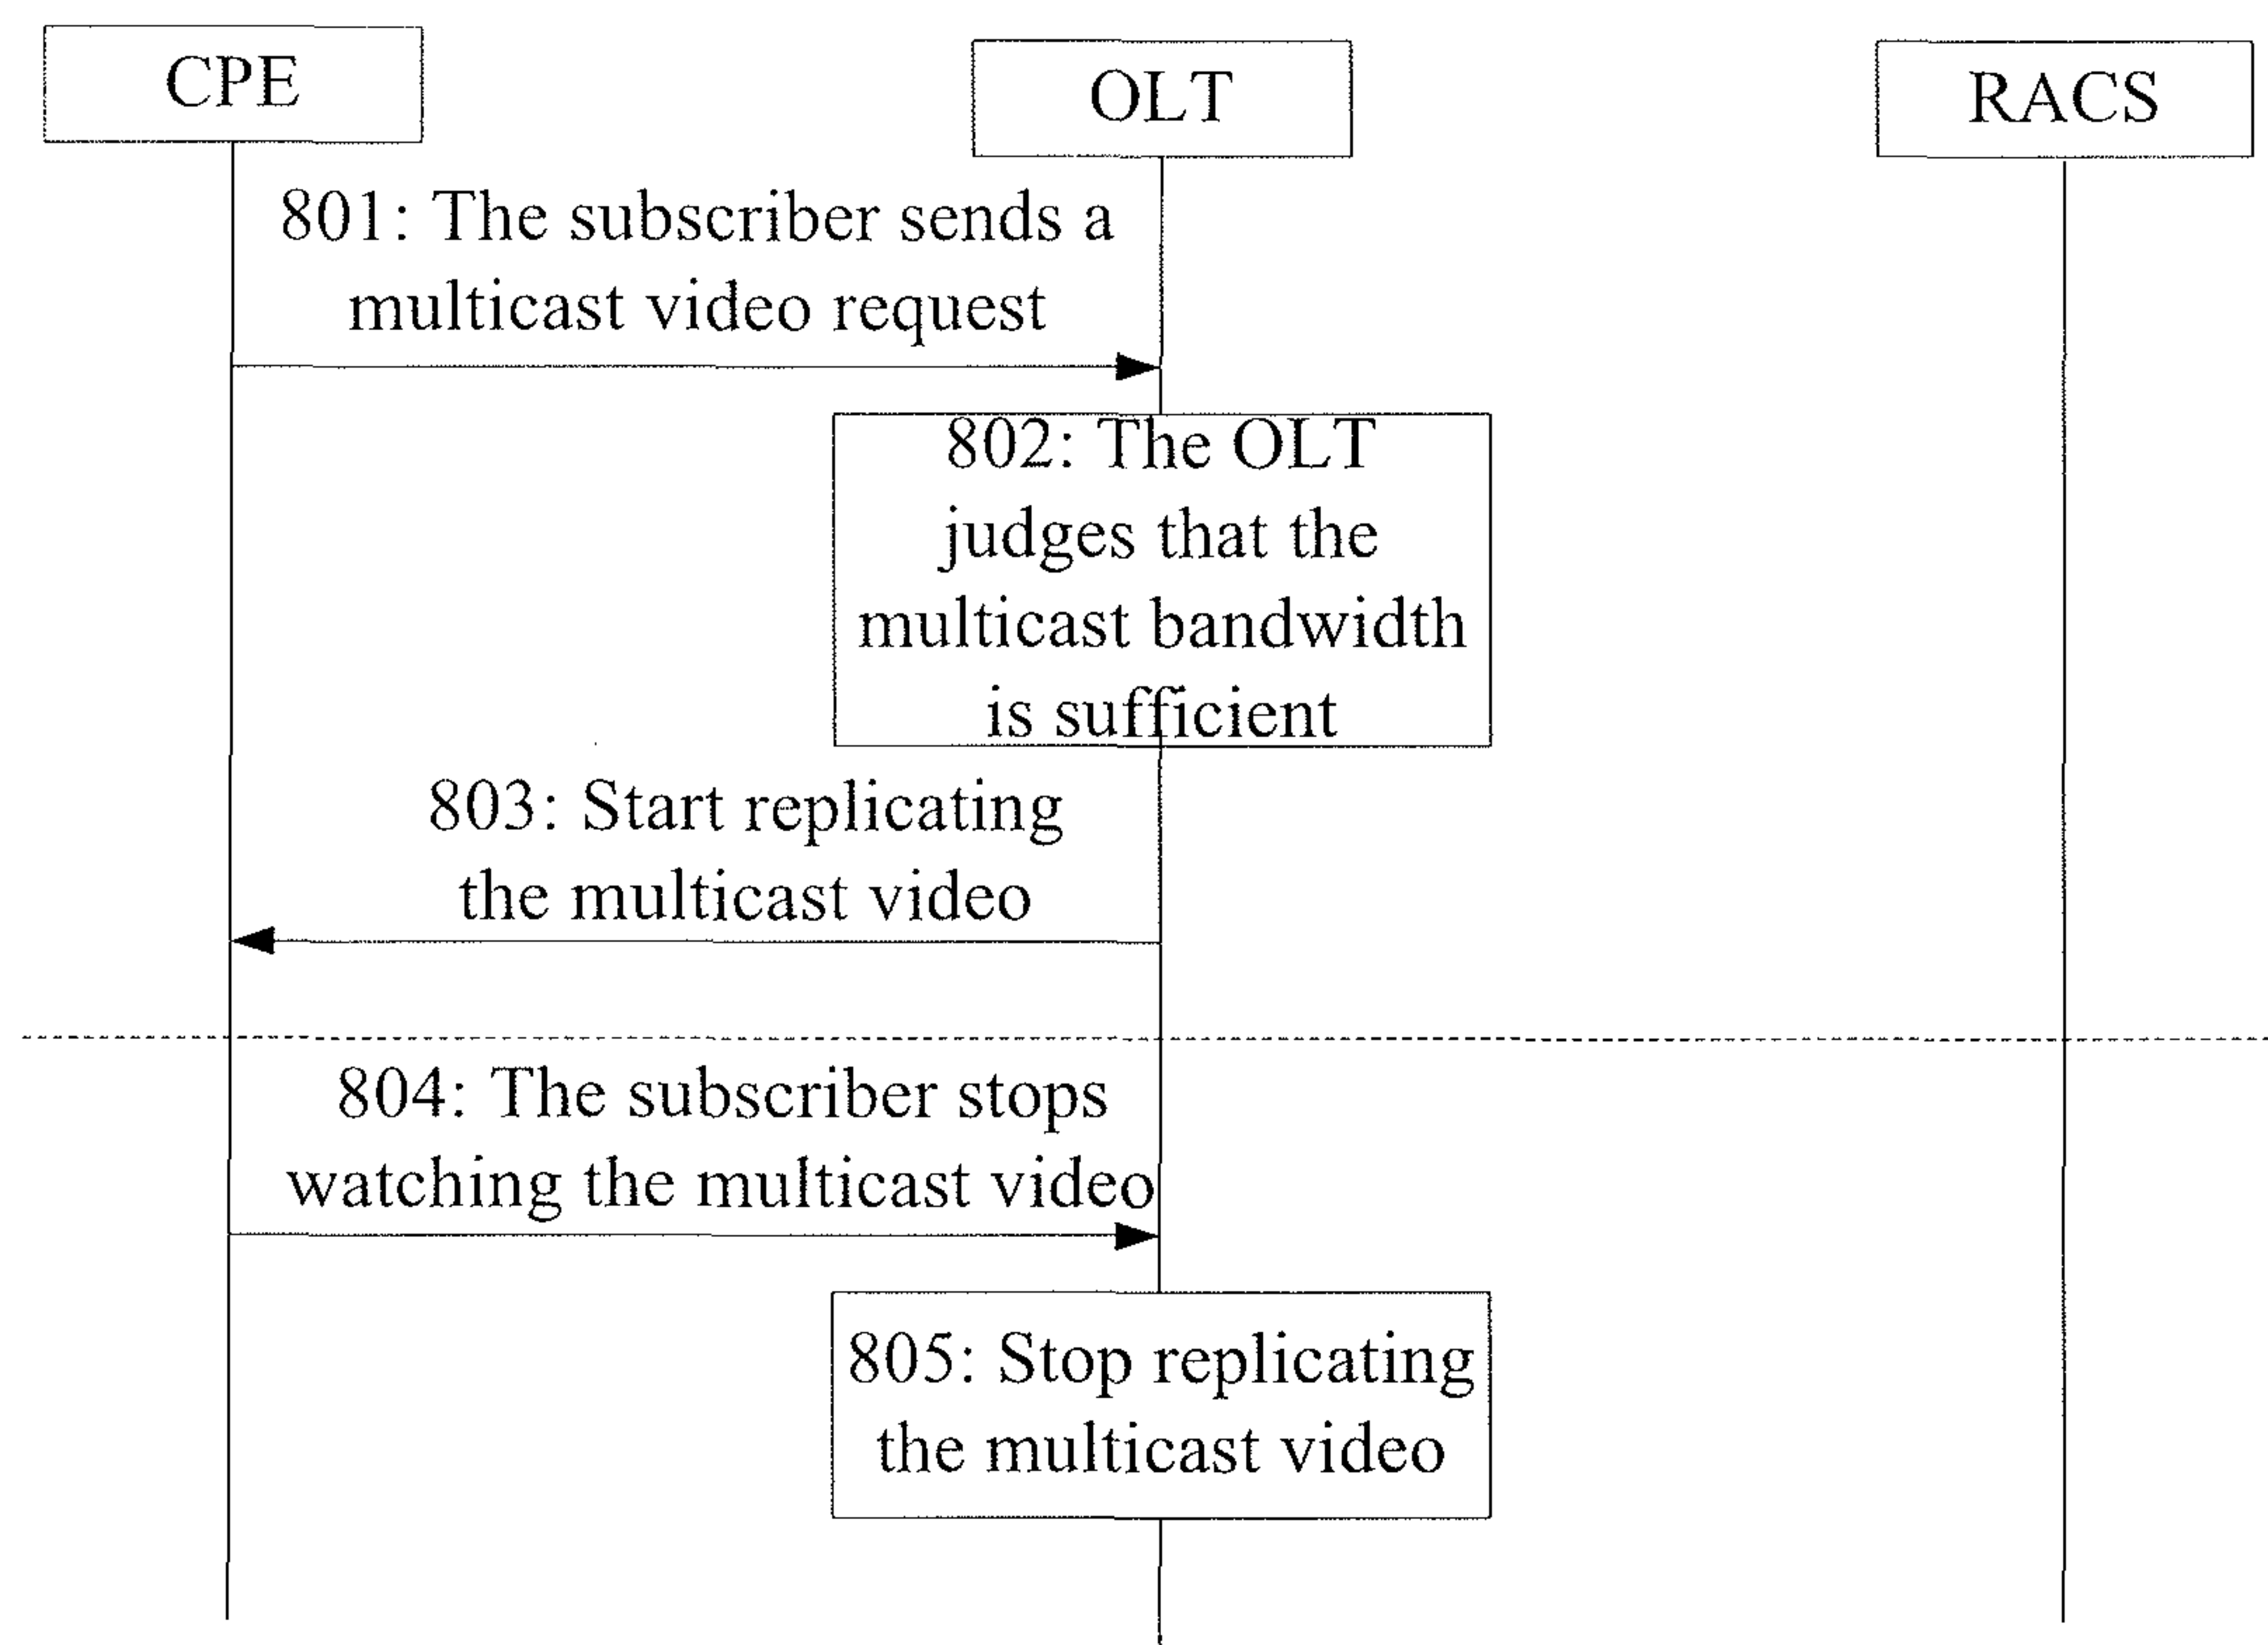 CPE
OLT
RACS
801: The subscriber sends a
multicast video request
802: The OLT
judges that the
multicast bandwidth
is sufficient
803: Start replicating
the multicast video
804: The subscriber stops
watching the multicast video
805: Stop replicating
the multicast video